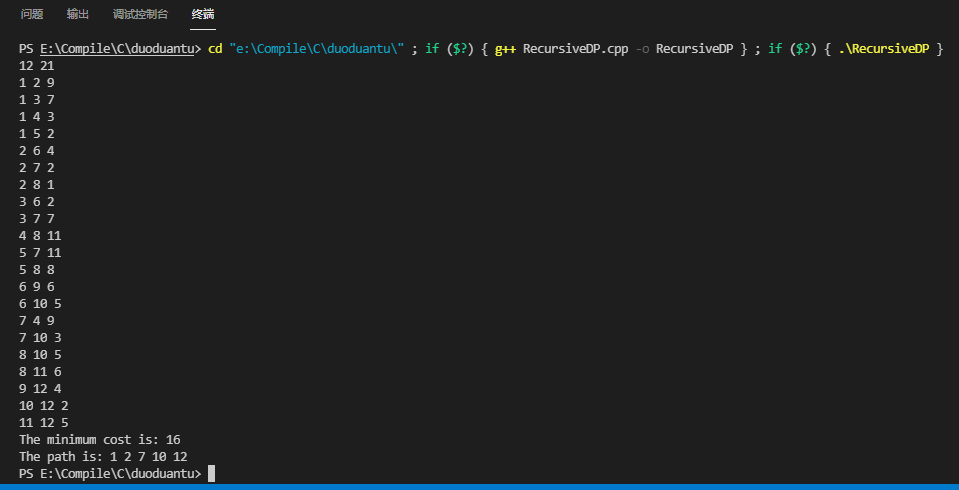 问题 输出 调试控制台 终端
PS E:\Compile\C\duoduantu> cd "e:\Compile\C\duoduantu\" ; if ($?) { g++ RecursiveDP.cpp -o RecursiveDP } ; if ($?) { .\RecursiveDP }
12 21
1 2 9
1 3 7
1 4 3
1 5 2
2 6 4
2 7 2
2 8 1
3 6 2
3 7 7
4 8 11
5 7 11
5 8 8
6 9 6
6 10 5
7 4 9
7 10 3
8 10 5
8 11 6
9 12 4
10 12 2
11 12 5
The minimum cost is: 16
The path is: 1 2 7 10 12
PS E:\Compile\C\duoduantu>